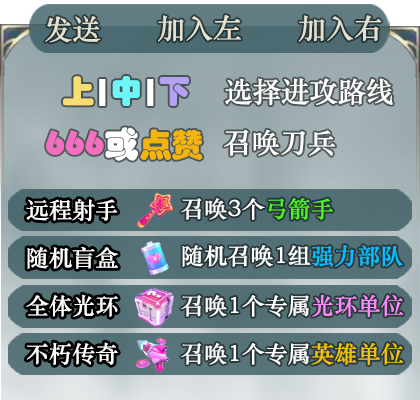 发送 加入左 加入右
上|中|下 选择进攻路线
666或点赞 召唤刀兵
远程射手 召唤3个弓箭手
随机盲盒 随机召唤1组强力部队
全体光环 召唤1个专属光环单位
不朽传奇 召唤1个专属英雄单位